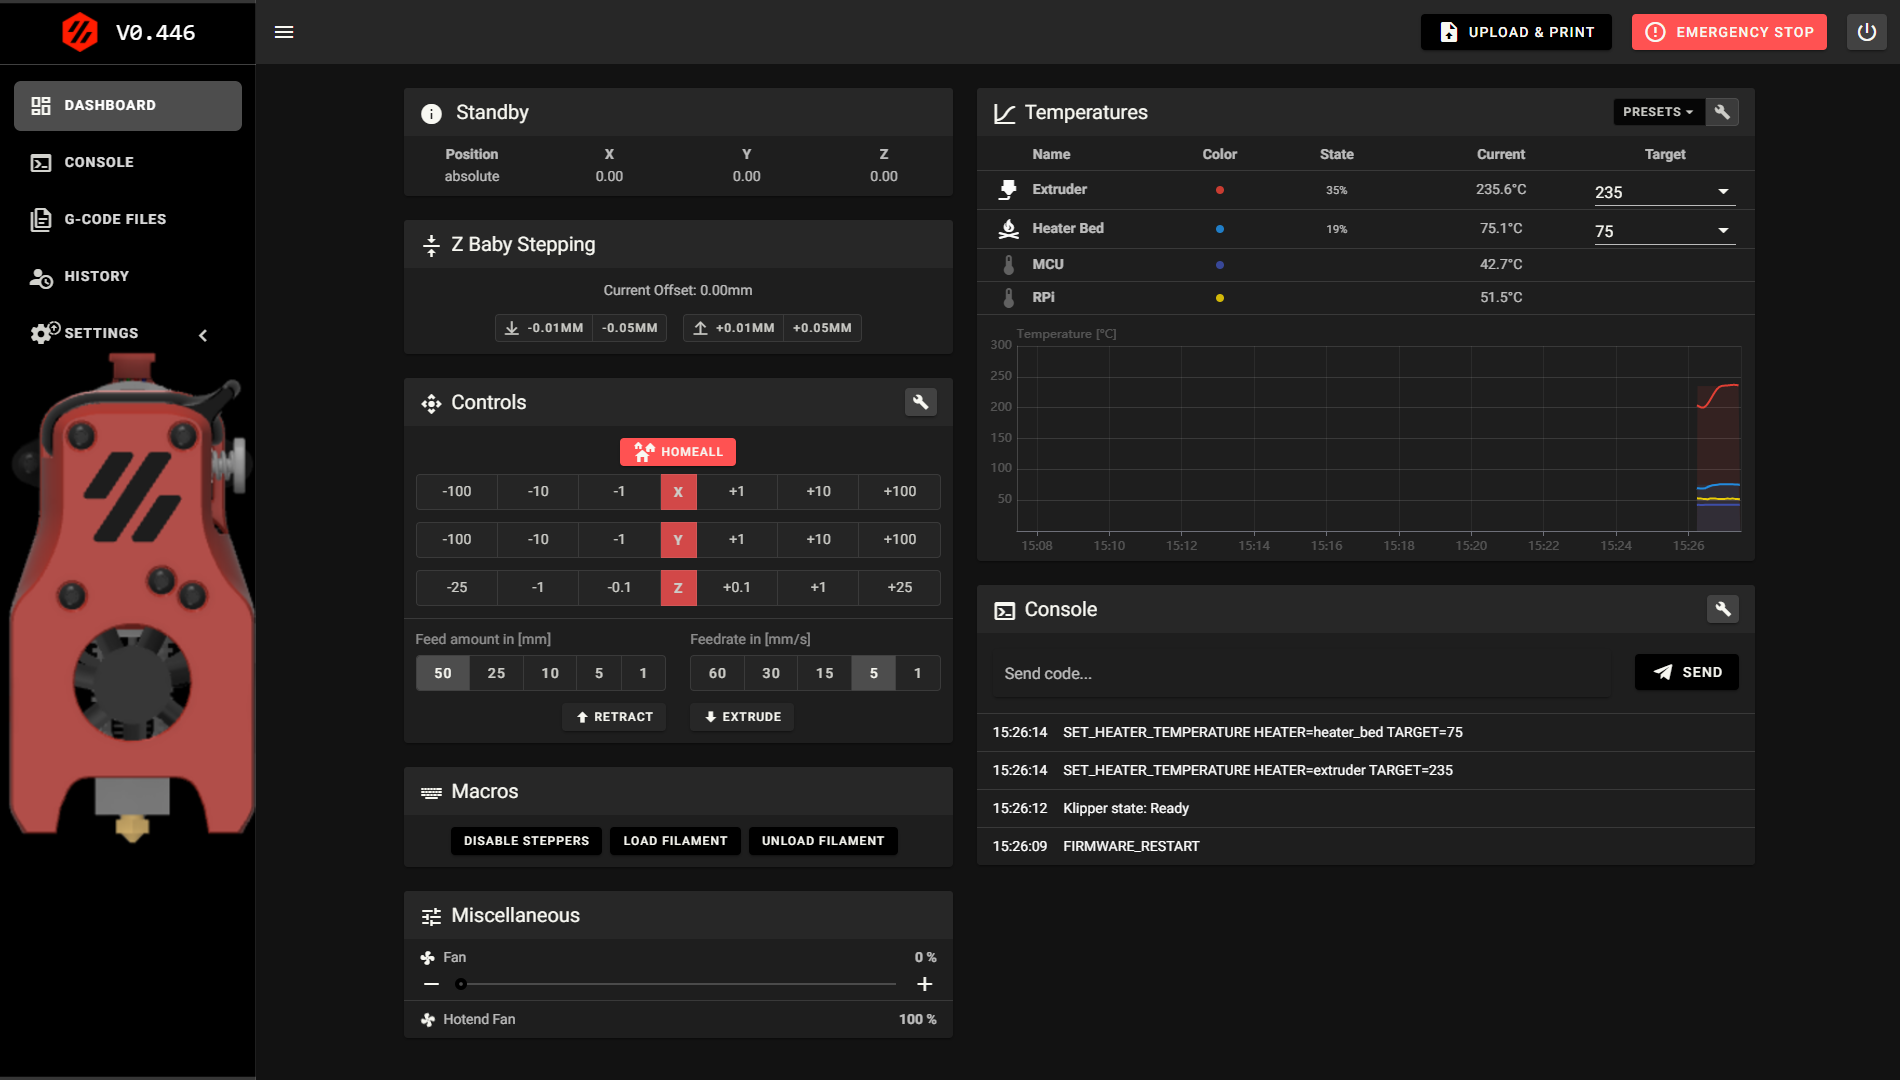 V0.446
UPLOAD & PRINT
EMERGENCY STOP
DASHBOARD
CONSOLE
G-CODE FILES
HISTORY
SETTINGS
Standby
Position X Y Z
absolute 0.00 0.00 0.00
Z Baby Stepping
Current Offset: 0.00mm
-0.01MM -0.05MM +0.01MM +0.05MM
Controls
HOMEALL
-100 -10 -1 X +1 +10 +100
-100 -10 -1 Y +1 +10 +100
-25 -1 -0.1 Z +0.1 +1 +25
Feed amount in [mm] Feedrate in [mm/s]
50 25 10 5 1 60 30 15 5 1
RETRACT EXTRUDE
Macros
DISABLE STEPPERS LOAD FILAMENT UNLOAD FILAMENT
Miscellaneous
Fan 0 %
Hotend Fan 100 %
Temperatures
PRESETS
Name Color State Current Target
Extruder 35% 235.6°C 235
Heater Bed 19% 75.1°C 75
MCU 42.7°C
RPi 51.5°C
Temperature [°C]
300
250
200
150
100
50
15:08 15:10 15:12 15:14 15:16 15:18 15:20 15:22 15:24 15:26
Console
Send code...
SEND
15:26:14 SET_HEATER_TEMPERATURE HEATER=heater_bed TARGET=75
15:26:14 SET_HEATER_TEMPERATURE HEATER=extruder TARGET=235
15:26:12 Klipper state: Ready
15:26:09 FIRMWARE_RESTART